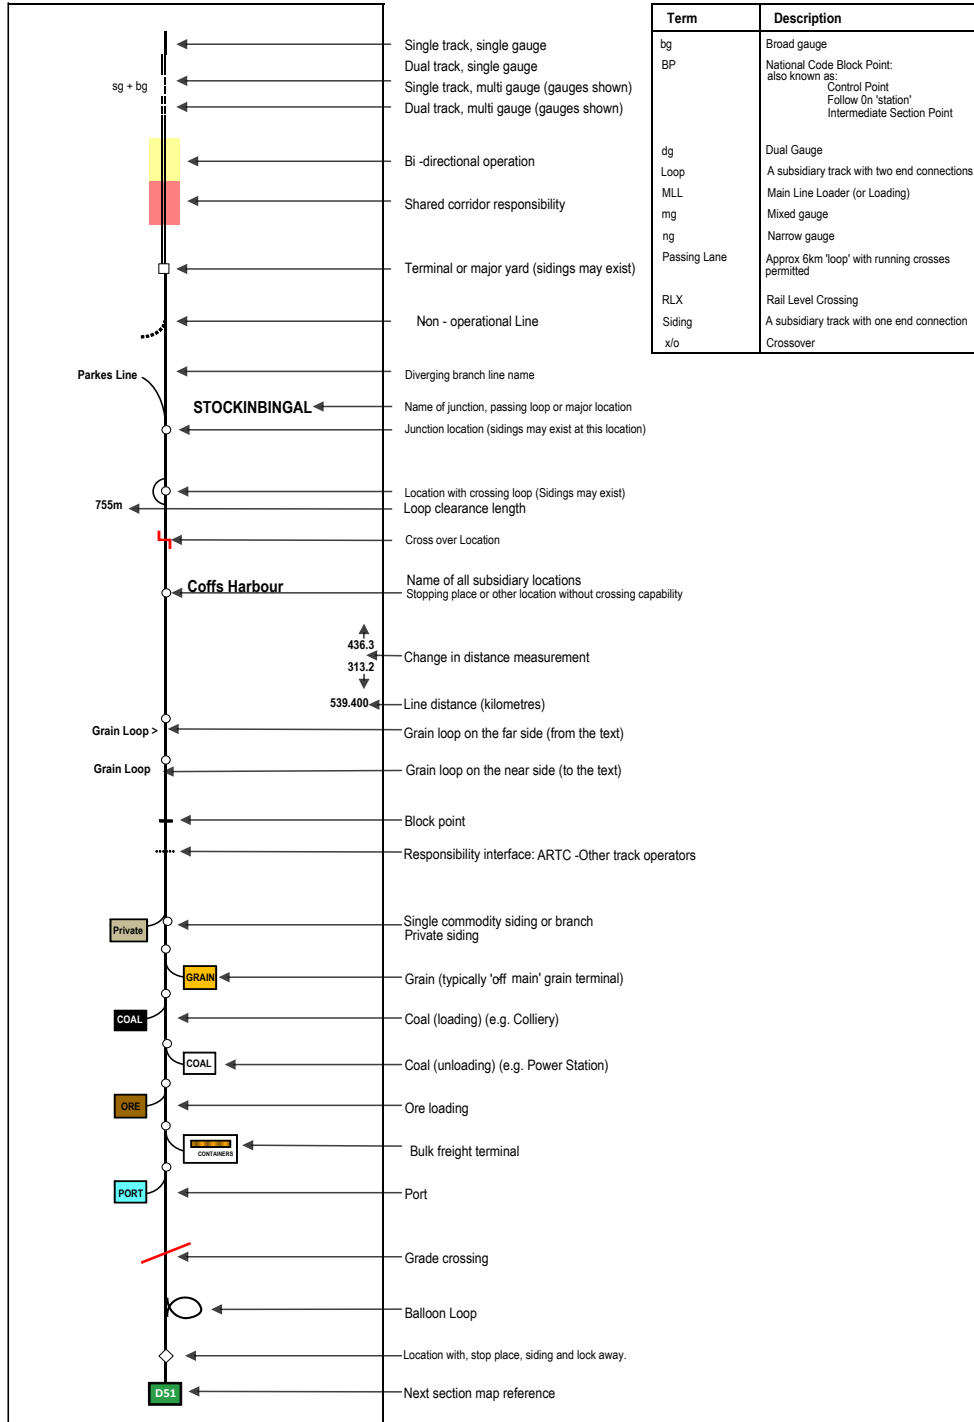 Single track, single gauge
Dual track, single gauge
sg + bg
Single track, multi gauge (gauges shown)
Dual track, multi gauge (gauges shown)
Bi -directional operation
Shared corridor responsibility
Terminal or major yard (sidings may exist)
Non - operational Line
Parkes Line
Diverging branch line name
STOCKINBINGAL
Name of junction, passing loop or major location
Junction location (sidings may exist at this location)
Location with crossing loop (Sidings may exist)
755m
Loop clearance length
Cross over Location
Coffs Harbour
Name of all subsidiary locations
Stopping place or other location without crossing capability
436.3
Change in distance measurement
313.2
539.400
Line distance (kilometres)
Grain Loop >
Grain loop on the far side (from the text)
Grain Loop
Grain loop on the near side (to the text)
Block point
Responsibility interface: ARTC -Other track operators
Private
Single commodity siding or branch
Private siding
GRAIN
Grain (typically 'off main' grain terminal)
COAL
Coal (loading) (e.g. Colliery)
COAL
Coal (unloading) (e.g. Power Station)
ORE
Ore loading
CONTAINERS
Bulk freight terminal
PORT
Port
Grade crossing
Balloon Loop
Location with, stop place, siding and lock away.
D51
Next section map reference
Term Description
bg Broad gauge
BP National Code Block Point:
also known as:
Control Point
Follow 0n 'station'
Intermediate Section Point
dg Dual Gauge
Loop A subsidiary track with two end connections
MLL Main Line Loader (or Loading)
mg Mixed gauge
ng Narrow gauge
Passing Lane Approx 6km 'loop' with running crosses
permitted
RLX Rail Level Crossing
Siding A subsidiary track with one end connection
x/o Crossover